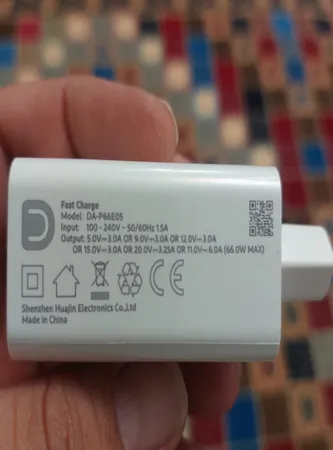 Fast Charge
Model: DA-P66E05
Input: 100-240V~50/60Hz 1.5A
Output: 5.0V⎓3.0A OR 9.0V⎓3.0A OR 12.0V⎓3.0A
OR 15.0V⎓3.0A OR 20.0V⎓3.25A OR 11.0V⎓6.0A (66.0W MAX)
Shenzhen Huajin Electronics Co.,Ltd
Made in China